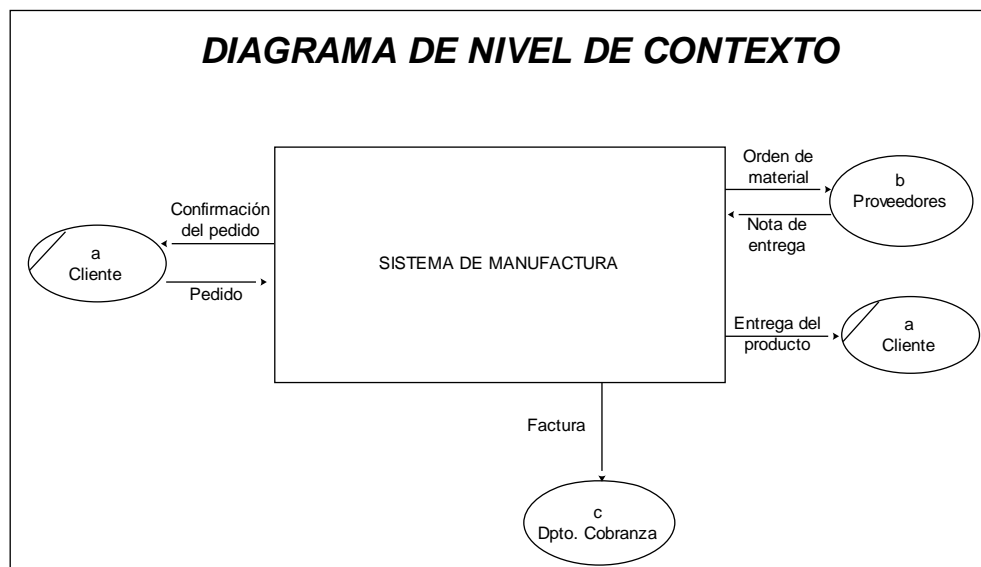 DIAGRAMA DE NIVEL DE CONTEXTO
Orden de
material
b
Proveedores
Confirmación
del pedido
Nota de
entrega
a
Cliente
SISTEMA DE MANUFACTURA
Pedido
Entrega del
producto
a
Cliente
Factura
c
Dpto. Cobranza